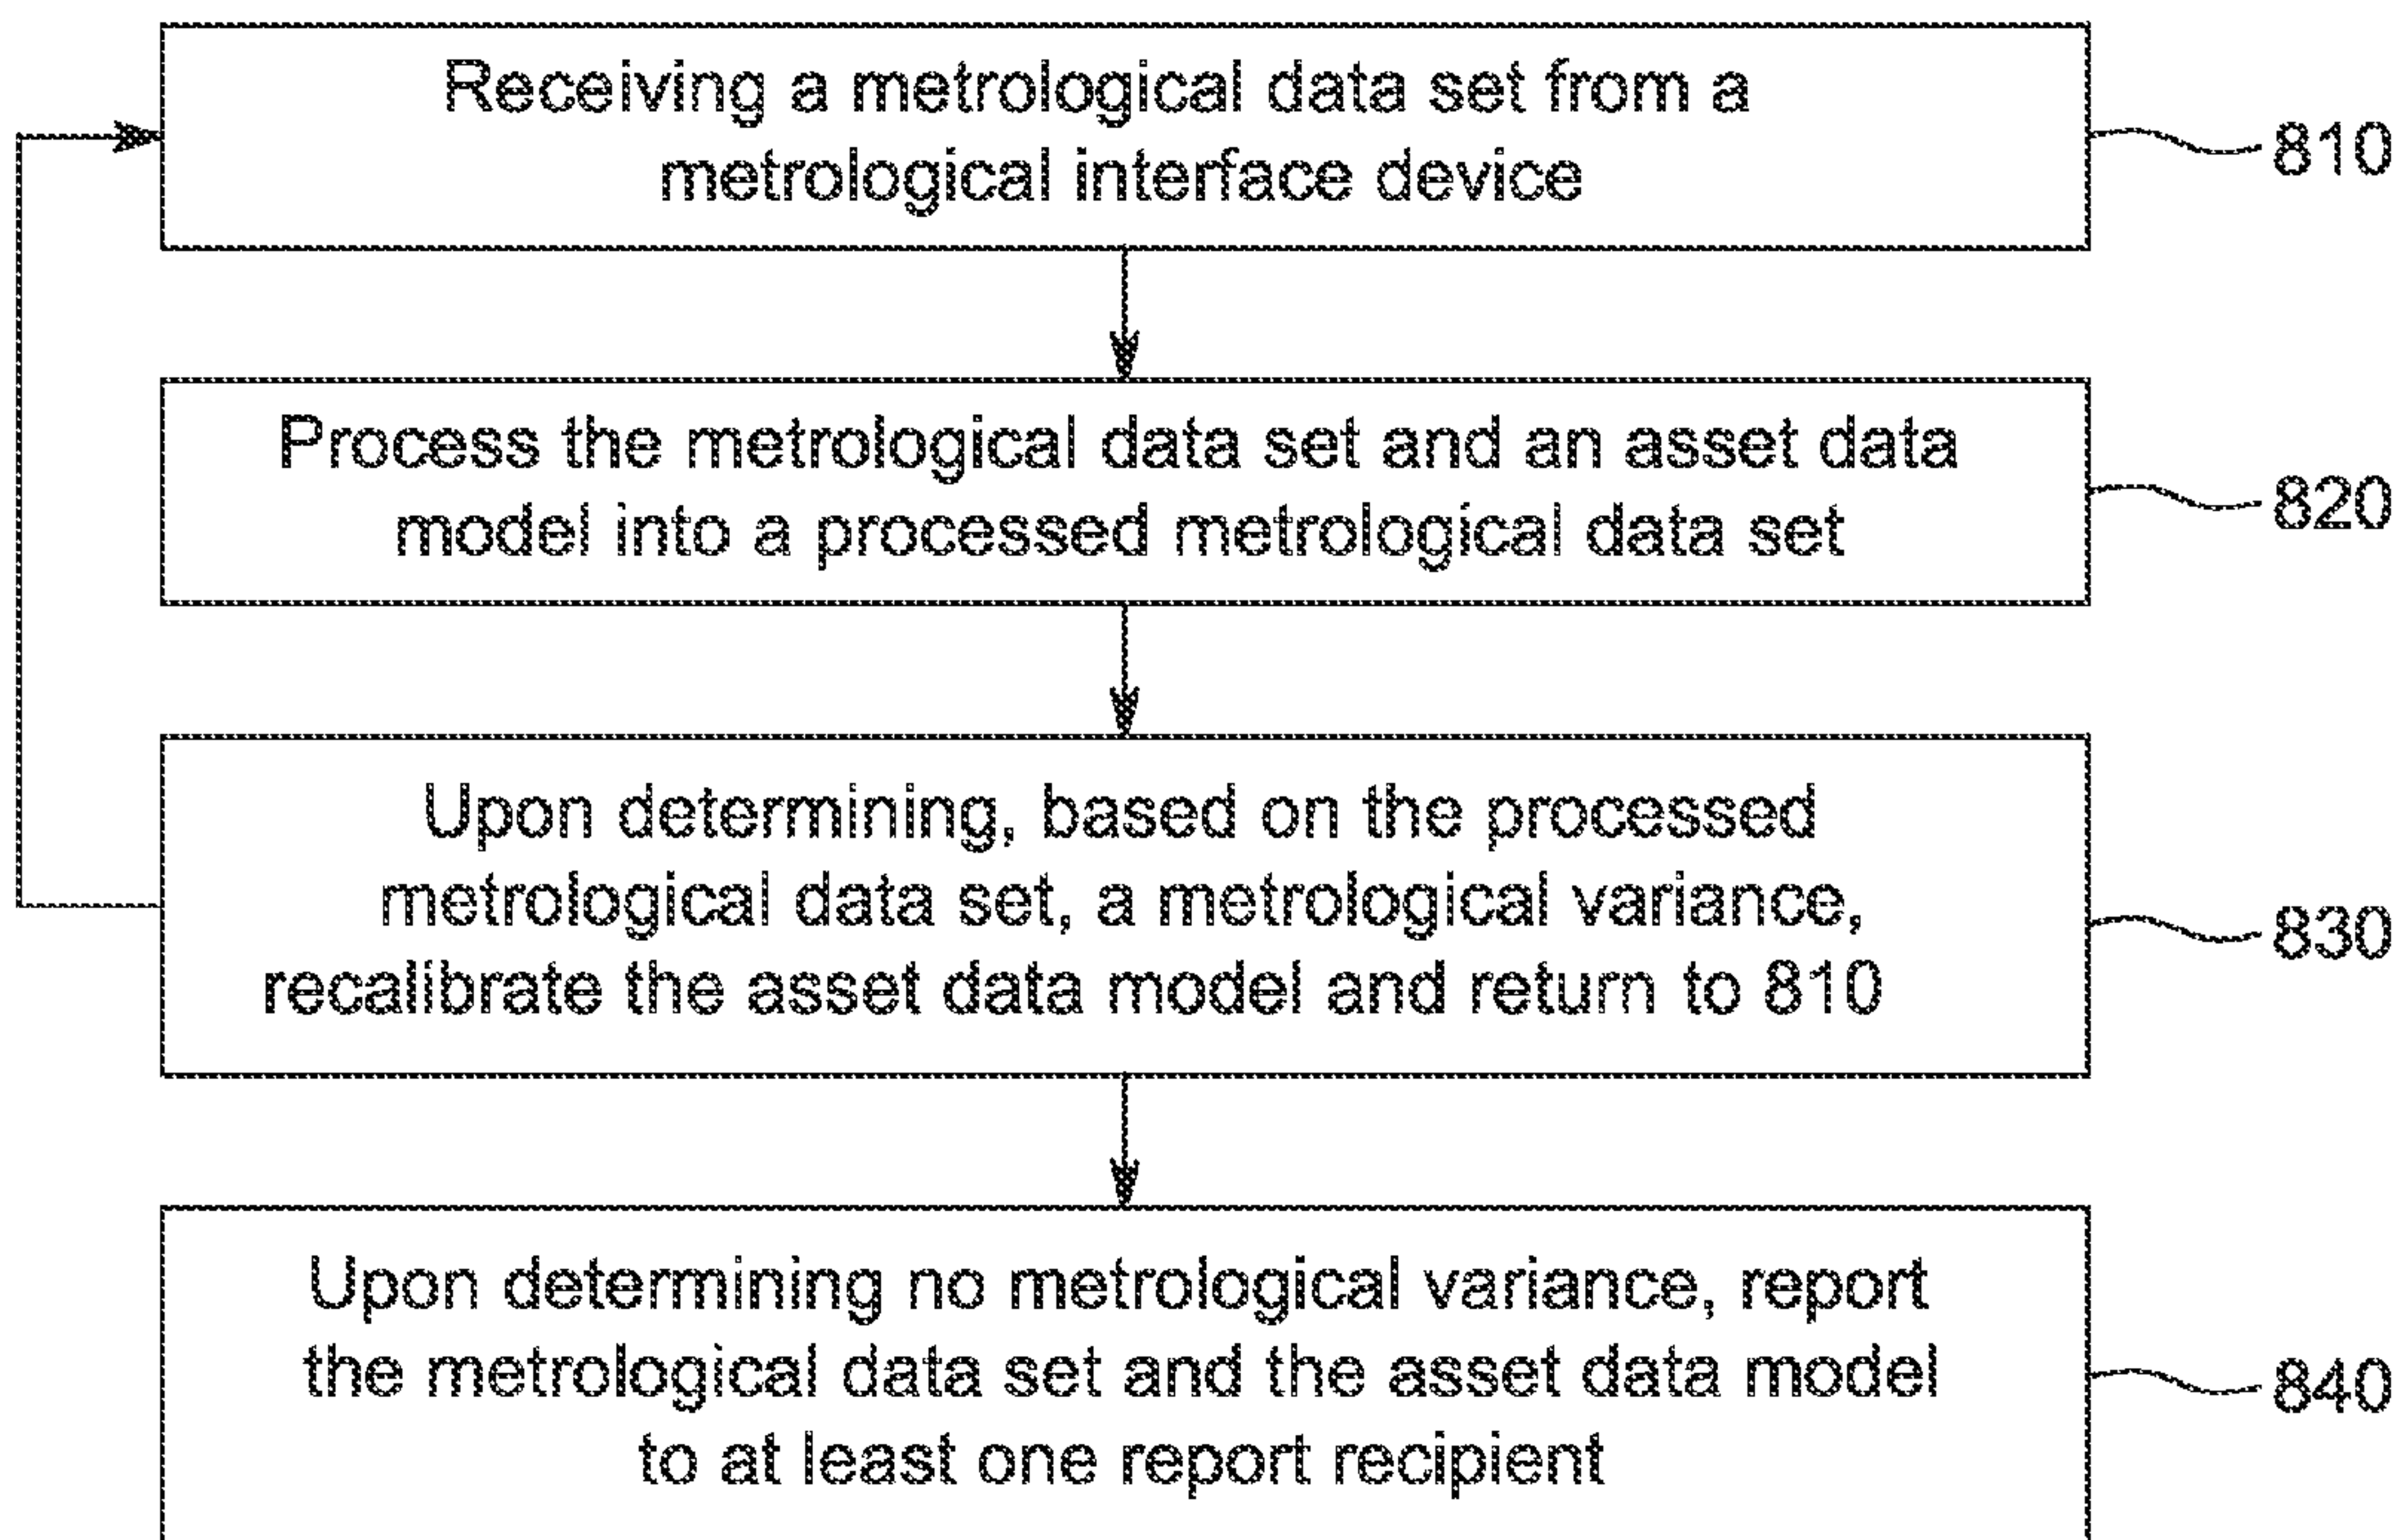 Receiving a metrological data set from a
metrological interface device
810
Process the metrological data set and an asset data
model into a processed metrological data set
820
Upon determining, based on the processed
metrological data set, a metrological variance,
recalibrate the asset data model and return to 810
830
Upon determining no metrological variance, report
the metrological data set and the asset data model
to at least one report recipient
840